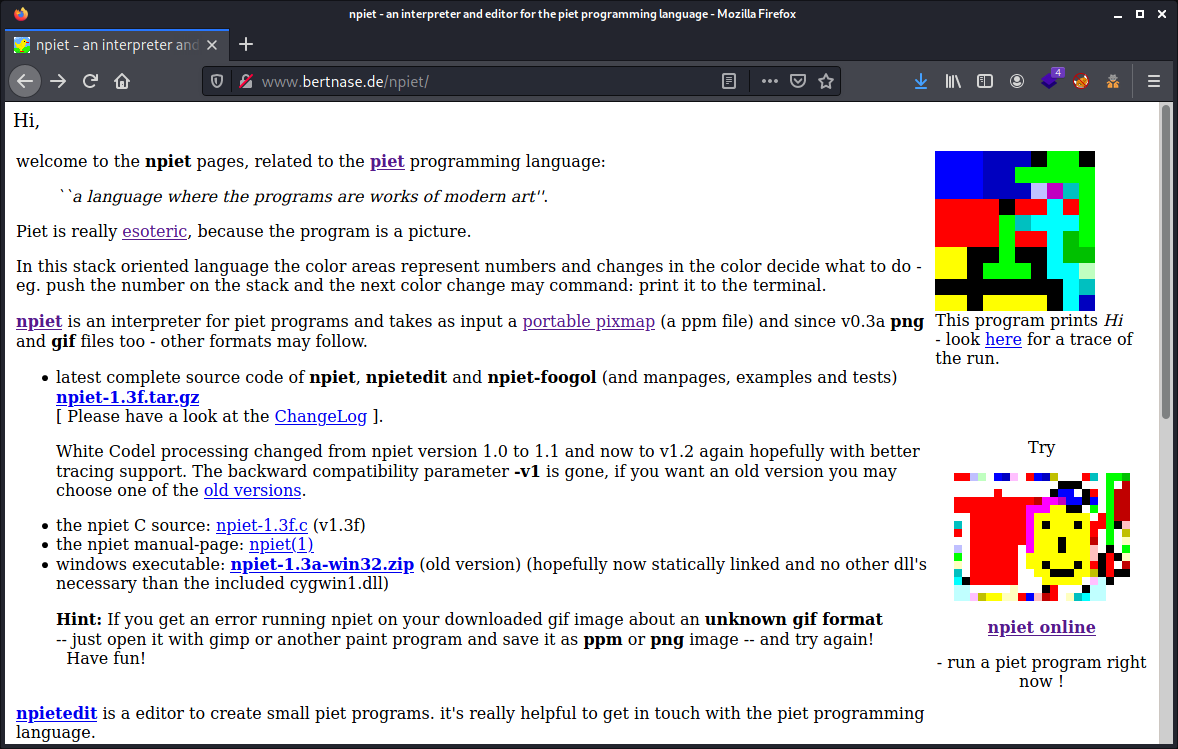 npiet - an interpreter and editor for the piet programming language - Mozilla Firefox
npiet - an interpreter and
www.bertnase.de/npiet/
4
Hi,
welcome to the npiet pages, related to the piet programming language:
``a language where the programs are works of modern art''.
Piet is really esoteric, because the program is a picture.
In this stack oriented language the color areas represent numbers and changes in the color decide what to do -
eg. push the number on the stack and the next color change may command: print it to the terminal.
npiet is an interpreter for piet programs and takes as input a portable pixmap (a ppm file) and since v0.3a png
and gif files too - other formats may follow.
This program prints Hi
- look here for a trace of
the run.
latest complete source code of npiet, npietedit and npiet-foogol (and manpages, examples and tests)
npiet-1.3f.tar.gz
[ Please have a look at the ChangeLog ].
White Codel processing changed from npiet version 1.0 to 1.1 and now to v1.2 again hopefully with better
tracing support. The backward compatibility parameter -v1 is gone, if you want an old version you may
choose one of the old versions.
the npiet C source: npiet-1.3f.c (v1.3f)
the npiet manual-page: npiet(1)
windows executable: npiet-1.3a-win32.zip (old version) (hopefully now statically linked and no other dll's
necessary than the included cygwin1.dll)
Hint: If you get an error running npiet on your downloaded gif image about an unknown gif format
-- just open it with gimp or another paint program and save it as ppm or png image -- and try again!
Have fun!
Try
npiet online
- run a piet program right
now !
npietedit is a editor to create small piet programs. it's really helpful to get in touch with the piet programming
language.